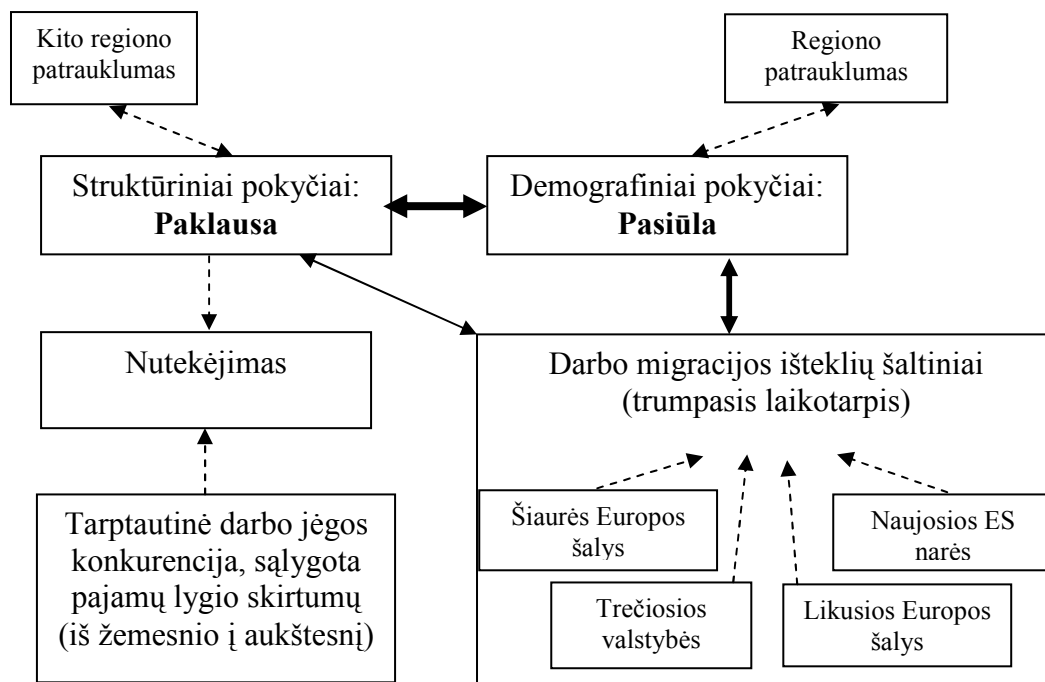 Kito regiono
patrauklumas
Regiono
patrauklumas
Struktūriniai pokyčiai:
Paklausa
Demografiniai pokyčiai:
Pasiūla
Nutekėjimas
Darbo migracijos išteklių šaltiniai
(trumpasis laikotarpis)
Tarptautinė darbo jėgos
konkurencija, sąlygota
pajamų lygio skirtumų
(iš žemesnio į aukštesnį)
Šiaurės Europos
šalys
Naujosios ES
narės
Trečiosios
valstybės
Likusios Europos
šalys